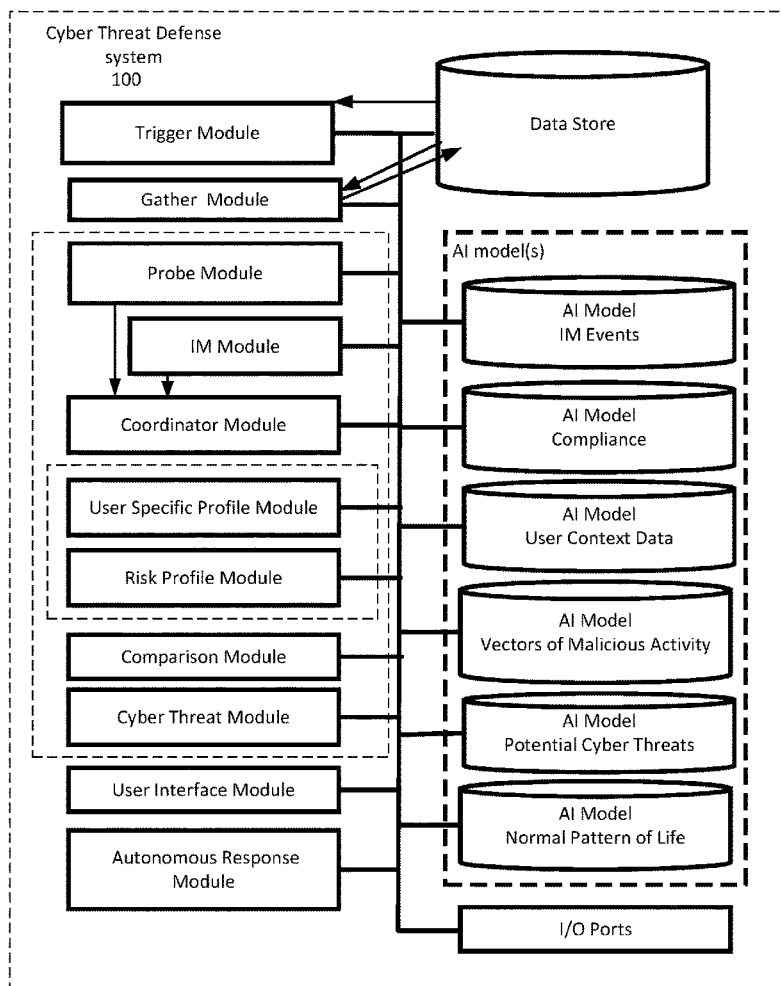 Cyber Threat Defense
system
100
Trigger Module
Data Store
Gather Module
Probe Module
AI model(s)
AI Model
IM Events
IM Module
Coordinator Module
AI Model
Compliance
User Specific Profile Module
AI Model
User Context Data
Risk Profile Module
AI Model
Vectors of Malicious Activity
Comparison Module
Cyber Threat Module
AI Model
Potential Cyber Threats
User Interface Module
AI Model
Normal Pattern of Life
Autonomous Response
Module
I/O Ports